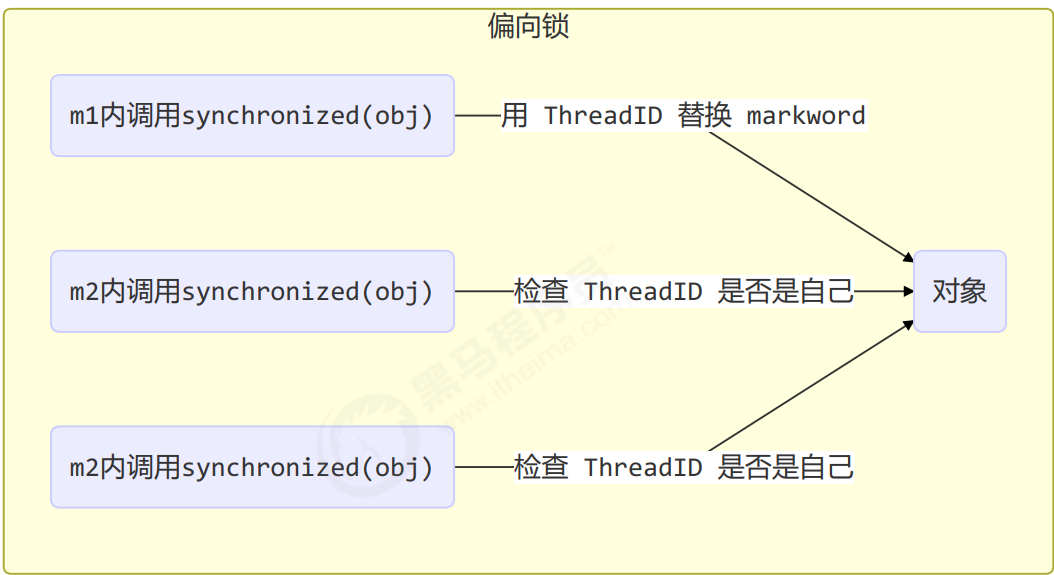 偏向锁
m1内调用synchronized(obj)
用 ThreadID 替换 markword
m2内调用synchronized(obj)
检查 ThreadID 是否是自己
对象
m2内调用synchronized(obj)
检查 ThreadID 是否是自己
黑马程序员™
www.itheima.com